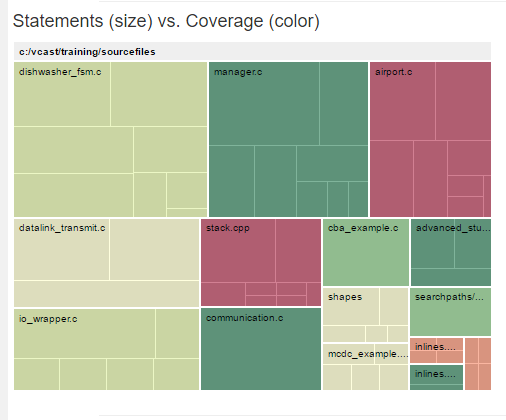 Statements (size) vs. Coverage (color)
c:/vcast/training/sourcefiles
dishwasher_fsm.c
manager.c
airport.c
datalink_transmit.c
stack.cpp
cba_example.c
advanced_stu...
shapes
searchpaths/...
io_wrapper.c
communication.c
mcdc_example....
inlines....
inlines....